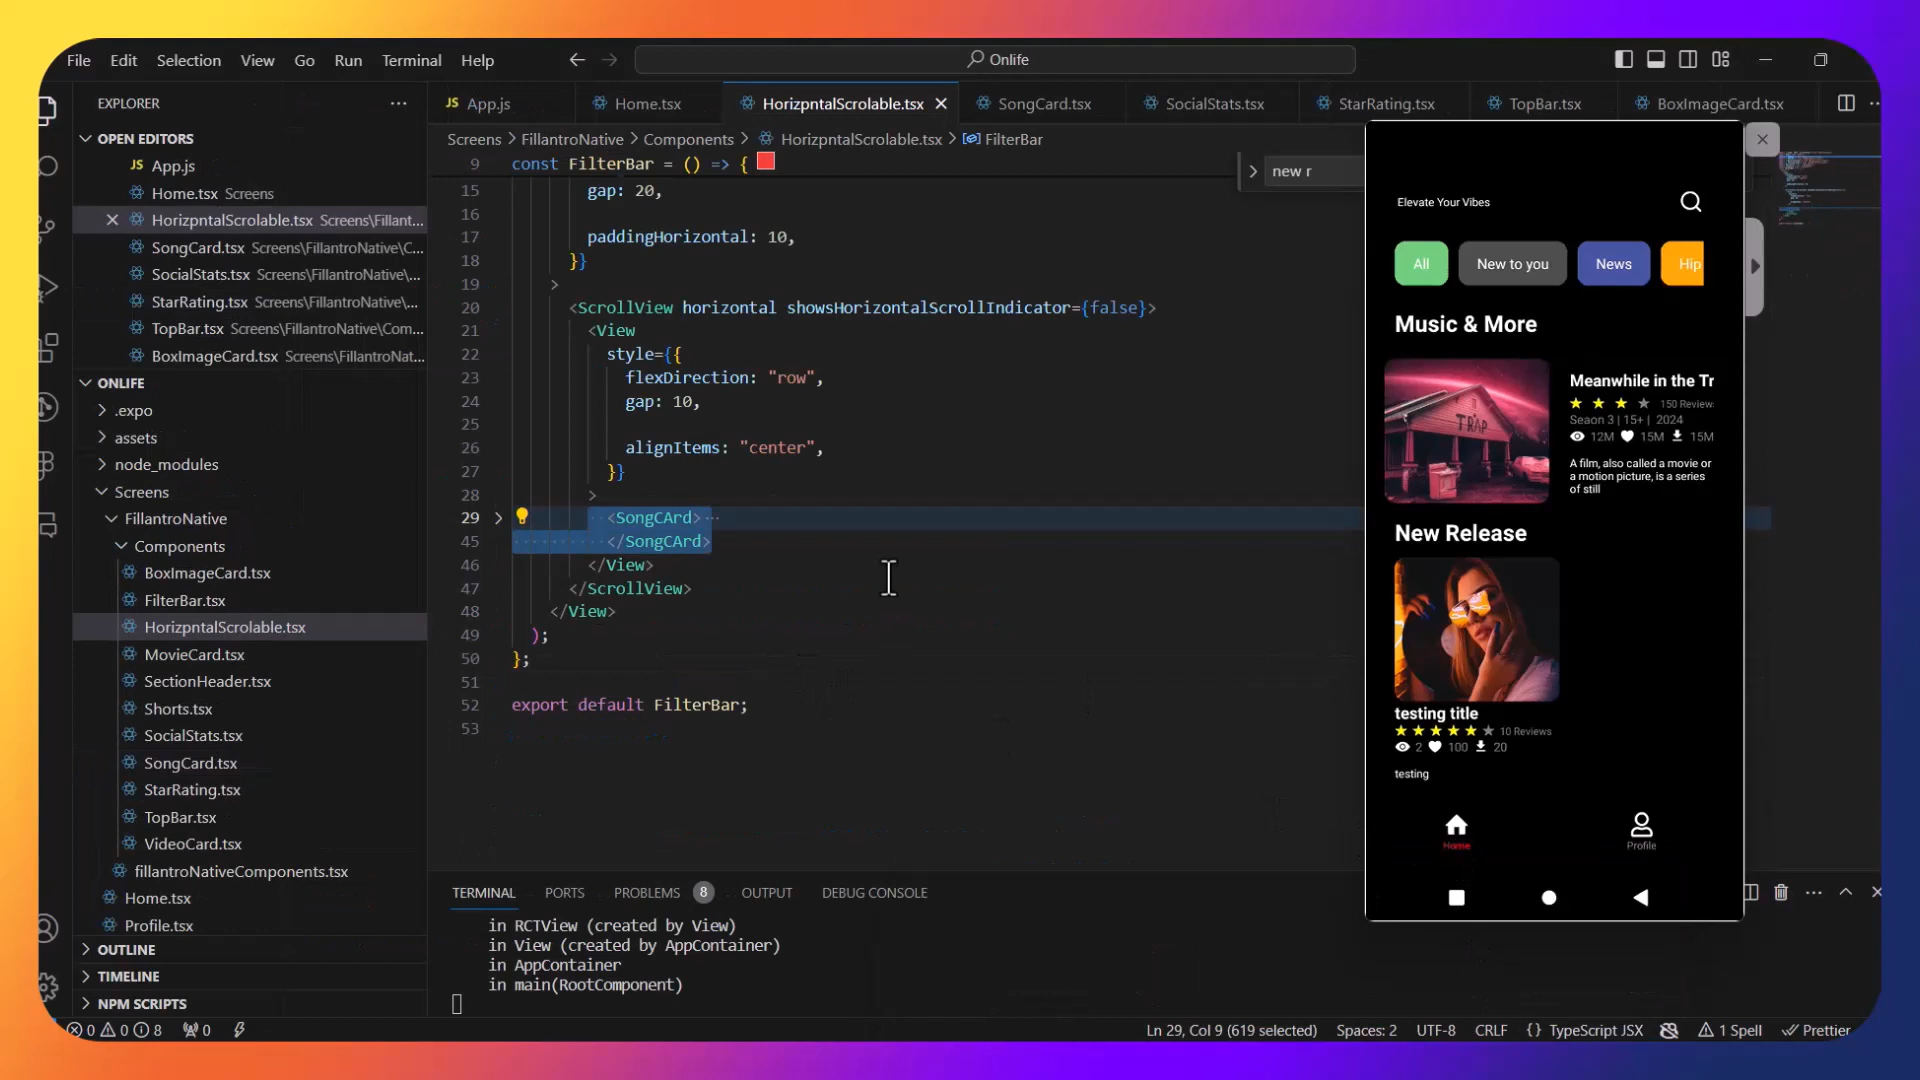 File Edit Selection View Go Run Terminal Help
Onlife
EXPLORER
OPEN EDITORS
JS App.js
Home.tsx Screens
HorizpntalScrolable.tsx Screens\Fillant...
SongCard.tsx Screens\FillantroNative\C...
SocialStats.tsx Screens\FillantroNative\...
StarRating.tsx Screens\FillantroNative\...
TopBar.tsx Screens\FillantroNative\Com...
BoxImageCard.tsx Screens\FillantroNat...
ONLIFE
.expo
assets
node_modules
Screens
FillantroNative
Components
BoxImageCard.tsx
FilterBar.tsx
HorizpntalScrolable.tsx
MovieCard.tsx
SectionHeader.tsx
Shorts.tsx
SocialStats.tsx
SongCard.tsx
StarRating.tsx
TopBar.tsx
VideoCard.tsx
fillantroNativeComponents.tsx
Home.tsx
Profile.tsx
OUTLINE
TIMELINE
NPM SCRIPTS
JS App.js Home.tsx HorizpntalScrolable.tsx SongCard.tsx SocialStats.tsx StarRating.tsx TopBar.tsx BoxImageCard.tsx
Screens > FillantroNative > Components > HorizpntalScrolable.tsx > FilterBar
new r
9 const FilterBar = () => {
15 gap: 20,
16
17 paddingHorizontal: 10,
18 }}
19 >
20 <ScrollView horizontal showsHorizontalScrollIndicator={false}>
21 <View
22 style={{
23 flexDirection: "row",
24 gap: 10,
25
26 alignItems: "center",
27 }}
28 >
29 <SongCArd> ···
45 </SongCArd>
46 </View>
47 </ScrollView>
48 </View>
49 );
50 };
51
52 export default FilterBar;
53
TERMINAL PORTS PROBLEMS 8 OUTPUT DEBUG CONSOLE
in RCTView (created by View)
in View (created by AppContainer)
in AppContainer
in main(RootComponent)
0 0 8 0
Ln 29, Col 9 (619 selected) Spaces: 2 UTF-8 CRLF {} TypeScript JSX 1 Spell Prettier
Elevate Your Vibes
All New to you News Hip
Music & More
TRAP
Meanwhile in the Tr
150 Review
Seaon 3 | 15+ | 2024
12M 15M 15M
A film, also called a movie or
a motion picture, is a series
of still
New Release
testing title
10 Reviews
2 100 20
testing
Home Profile